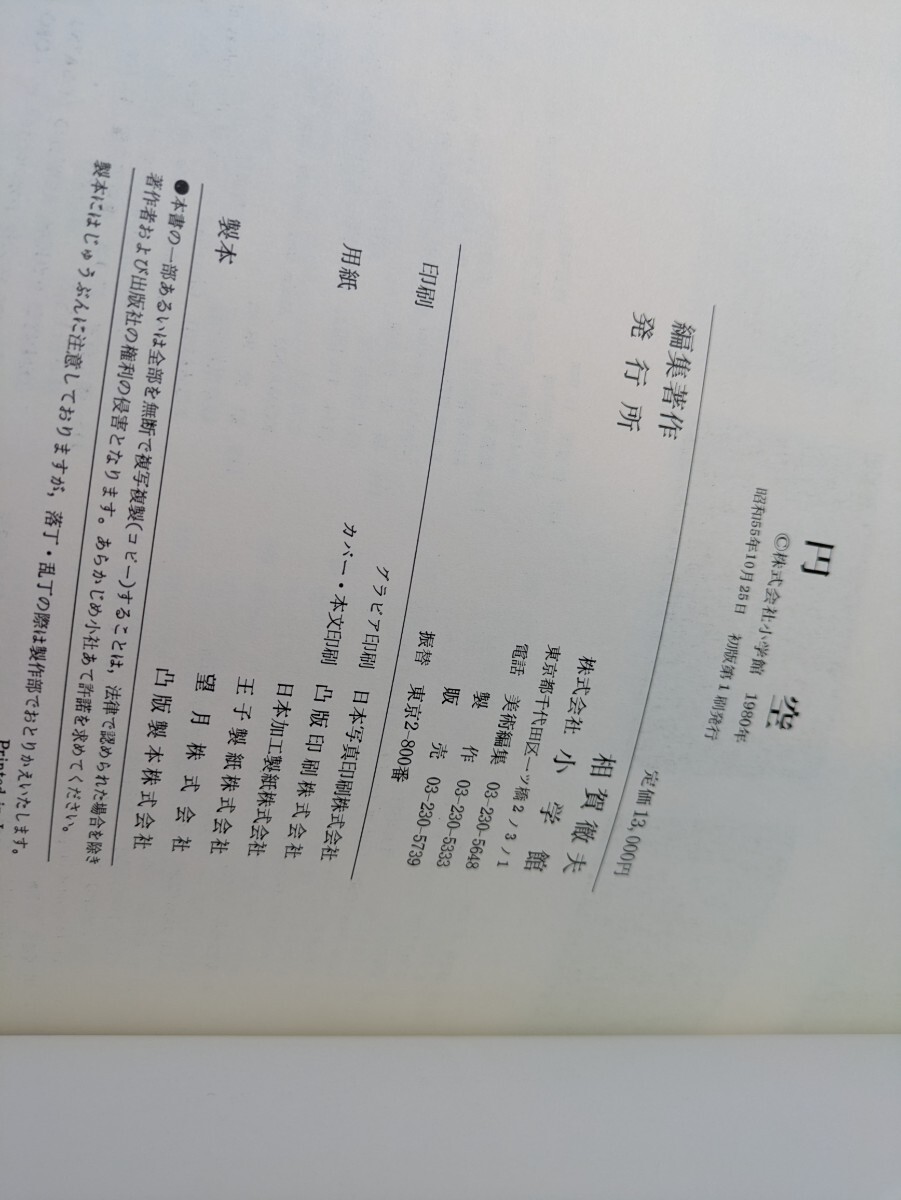 円空
©株式会社小学館 1980年
昭和55年10月25日 初版第1刷発行
定価 13,000円
編集著作 相賀徹夫
発行所 株式会社 小学館
東京都千代田区一ツ橋2ノ3ノ1
電話 美術編集 03-230-5648
製作 03-230-5333
販売 03-230-5739
振替 東京2-800番
印刷 グラビア印刷 日本写真印刷株式会社
カバー・本文印刷 凸版印刷株式会社
用紙 日本加工製紙株式会社
王子製紙株式会社
望月株式会社
製本 凸版製本株式会社
●本書の一部あるいは全部を無断で複写複製(コピー)することは,法律で認められた場合を除き
著作者および出版社の権利の侵害となります。あらかじめ小社あて許諾を求めてください。
製本にはじゅうぶんに注意しておりますが,落丁・乱丁の際は製作部でおとりかえいたします。
Printed in